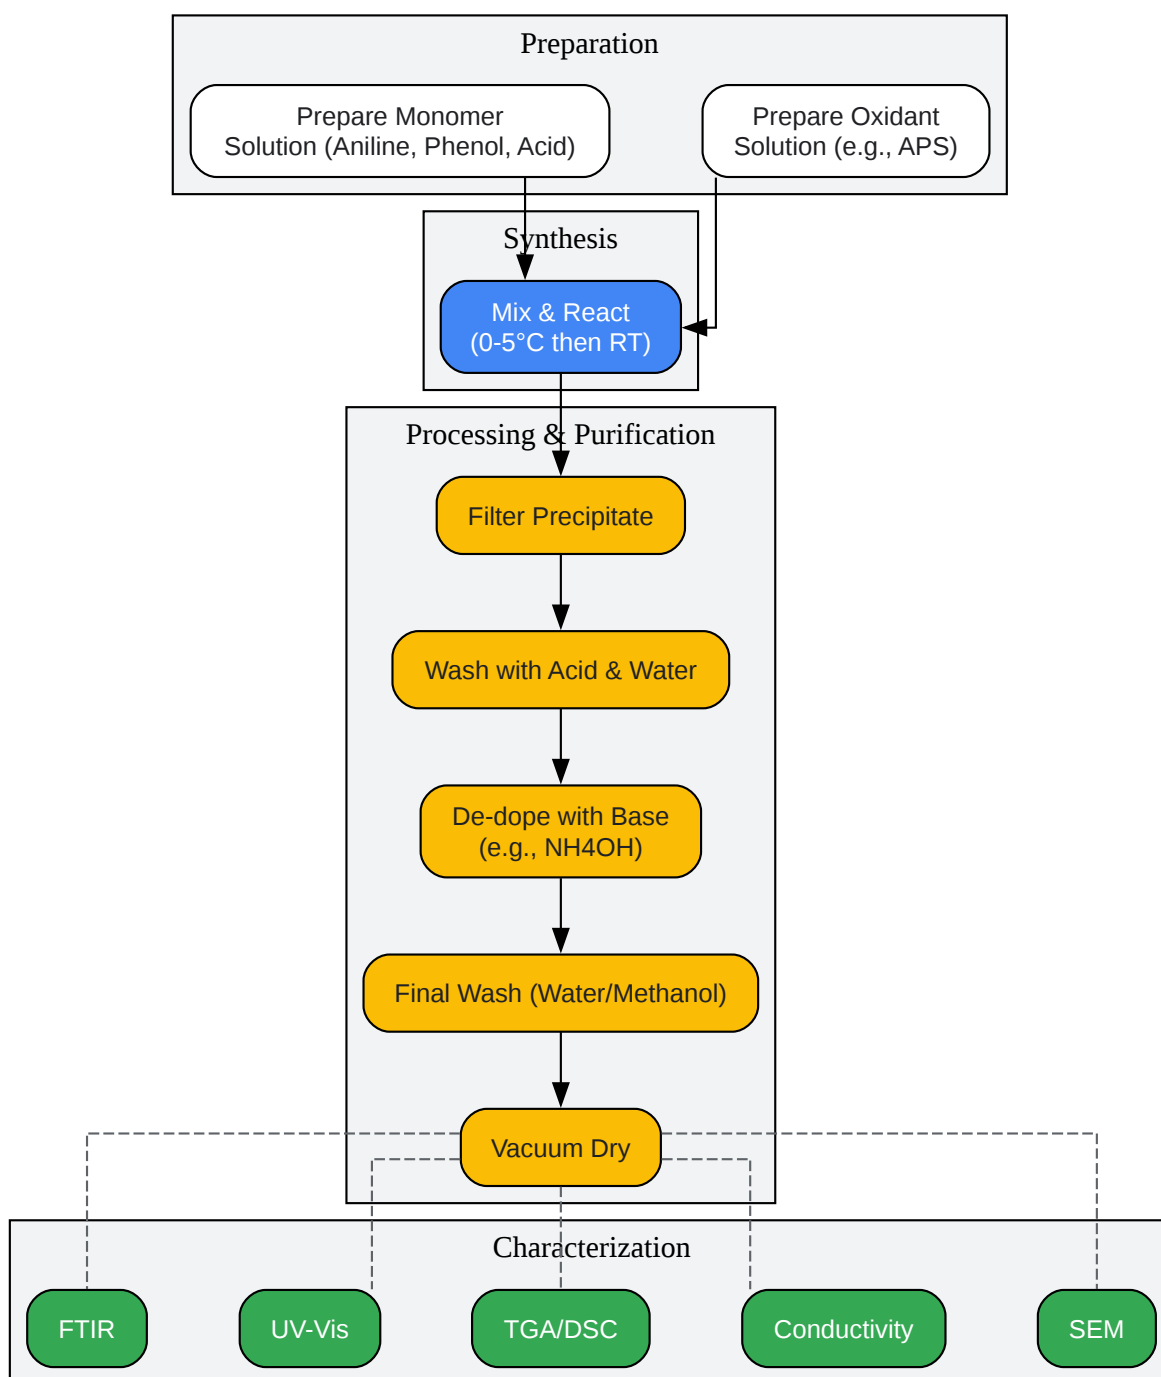 Preparation
Prepare Monomer
Solution (Aniline, Phenol, Acid)
Prepare Oxidant
Solution (e.g., APS)
Synthesis
Mix & React
(0-5°C then RT)
Processing & Purification
Filter Precipitate
Wash with Acid & Water
De-dope with Base
(e.g., NH4OH)
Final Wash (Water/Methanol)
Vacuum Dry
Characterization
FTIR
UV-Vis
TGA/DSC
Conductivity
SEM